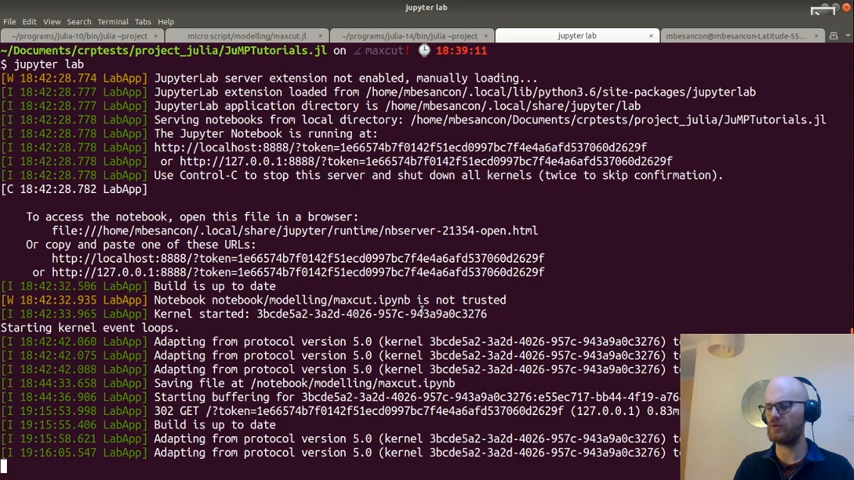 jupyter lab
File Edit View Search Terminal Tabs Help
~/programs/julia-10/bin/julia –project × micro script/modelling/maxcut.jl × ~/programs/julia-14/bin/julia –project × jupyter lab × mbesancon@mbesancon-Latitude-55...
~/Documents/crptests/project_julia/JuMPTutorials.jl on maxcut! 18:39:11
$ jupyter lab
[W 18:42:28.774 LabApp] JupyterLab server extension not enabled, manually loading...
[I 18:42:28.777 LabApp] JupyterLab extension loaded from /home/mbesancon/.local/lib/python3.6/site-packages/jupyterlab
[I 18:42:28.777 LabApp] JupyterLab application directory is /home/mbesancon/.local/share/jupyter/lab
[I 18:42:28.778 LabApp] Serving notebooks from local directory: /home/mbesancon/Documents/crptests/project_julia/JuMPTutorials.jl
[I 18:42:28.778 LabApp] The Jupyter Notebook is running at:
[I 18:42:28.778 LabApp] http://localhost:8888/?token=1e66574b7f0142f51ecd0997bc7f4e4a6afd537060d2629f
[I 18:42:28.778 LabApp] or http://127.0.0.1:8888/?token=1e66574b7f0142f51ecd0997bc7f4e4a6afd537060d2629f
[I 18:42:28.778 LabApp] Use Control-C to stop this server and shut down all kernels (twice to skip confirmation).
[C 18:42:28.782 LabApp]
To access the notebook, open this file in a browser:
file:///home/mbesancon/.local/share/jupyter/runtime/nbserver-21354-open.html
Or copy and paste one of these URLs:
http://localhost:8888/?token=1e66574b7f0142f51ecd0997bc7f4e4a6afd537060d2629f
or http://127.0.0.1:8888/?token=1e66574b7f0142f51ecd0997bc7f4e4a6afd537060d2629f
[I 18:42:32.506 LabApp] Build is up to date
[W 18:42:32.935 LabApp] Notebook notebook/modelling/maxcut.ipynb is not trusted
[I 18:42:33.965 LabApp] Kernel started: 3bcde5a2-3a2d-4026-957c-943a9a0c3276
Starting kernel event loops.
[I 18:42:42.060 LabApp] Adapting from protocol version 5.0 (kernel 3bcde5a2-3a2d-4026-957c-943a9a0c3276) t
[I 18:42:42.075 LabApp] Adapting from protocol version 5.0 (kernel 3bcde5a2-3a2d-4026-957c-943a9a0c3276) t
[I 18:42:42.088 LabApp] Adapting from protocol version 5.0 (kernel 3bcde5a2-3a2d-4026-957c-943a9a0c3276) t
[I 18:44:33.658 LabApp] Saving file at /notebook/modelling/maxcut.ipynb
[I 18:44:36.906 LabApp] Starting buffering for 3bcde5a2-3a2d-4026-957c-943a9a0c3276:e55ec717-bb44-4f19-a76
[I 19:15:53.998 LabApp] 302 GET /?token=1e66574b7f0142f51ecd0997bc7f4e4a6afd537060d2629f (127.0.0.1) 0.83m
[I 19:15:55.406 LabApp] Build is up to date
[I 19:15:58.621 LabApp] Adapting from protocol version 5.0 (kernel 3bcde5a2-3a2d-4026-957c-943a9a0c3276) t
[I 19:16:05.547 LabApp] Adapting from protocol version 5.0 (kernel 3bcde5a2-3a2d-4026-957c-943a9a0c3276) t